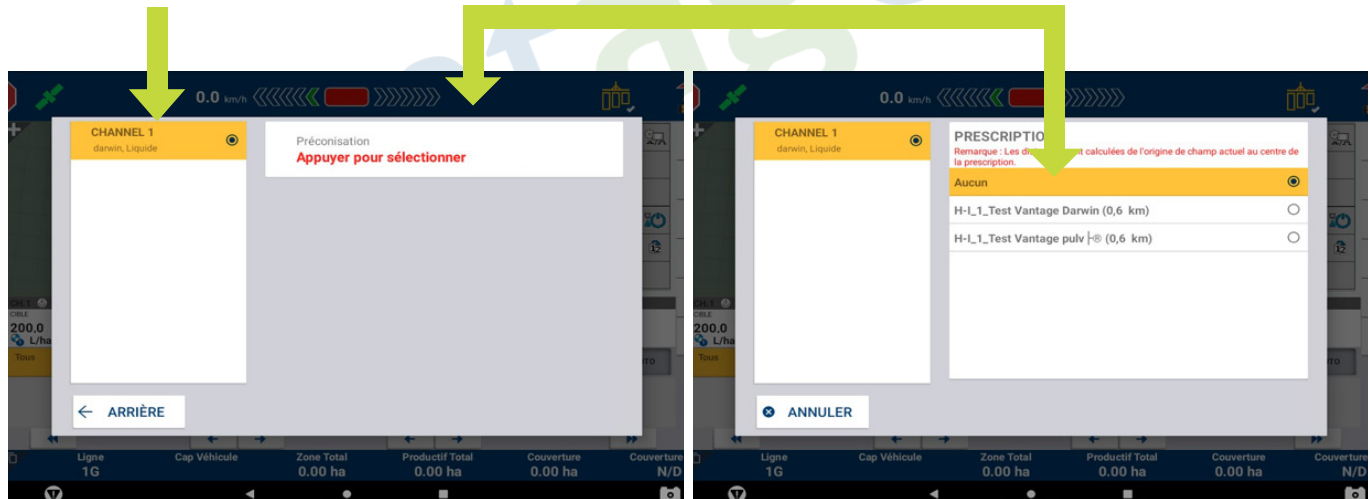 0.0 km/h
CHANNEL 1
darwin, Liquide
Préconisation
Appuyer pour sélectionner
CH.1
CIBLE
200,0
L/ha
Tous
ARRIÈRE
Ligne
1G
Cap Véhicule
Zone Total
0.00 ha
Productif Total
0.00 ha
Couverture
0.00 ha
Couverture
N/D
0.0 km/h
CHANNEL 1
darwin, Liquide
PRESCRIPTIO
Remarque : Les di t calculées de l'origine de champ actuel au centre de
la prescription.
Aucun
H-I_1_Test Vantage Darwin (0,6 km)
H-I_1_Test Vantage pulv├® (0,6 km)
CH.1
CIBLE
200.0
L/ha
Tous
ANNULER
Ligne
1G
Cap Véhicule
Zone Total
0.00 ha
Productif Total
0.00 ha
Couverture
0.00 ha
Couverture
N/D